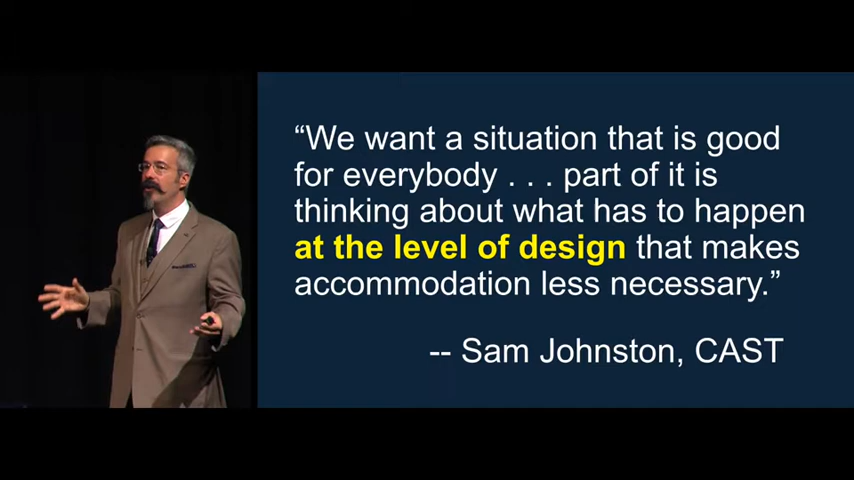 “We want a situation that is good
for everybody . . . part of it is
thinking about what has to happen
at the level of design that makes
accommodation less necessary.”
-- Sam Johnston, CAST